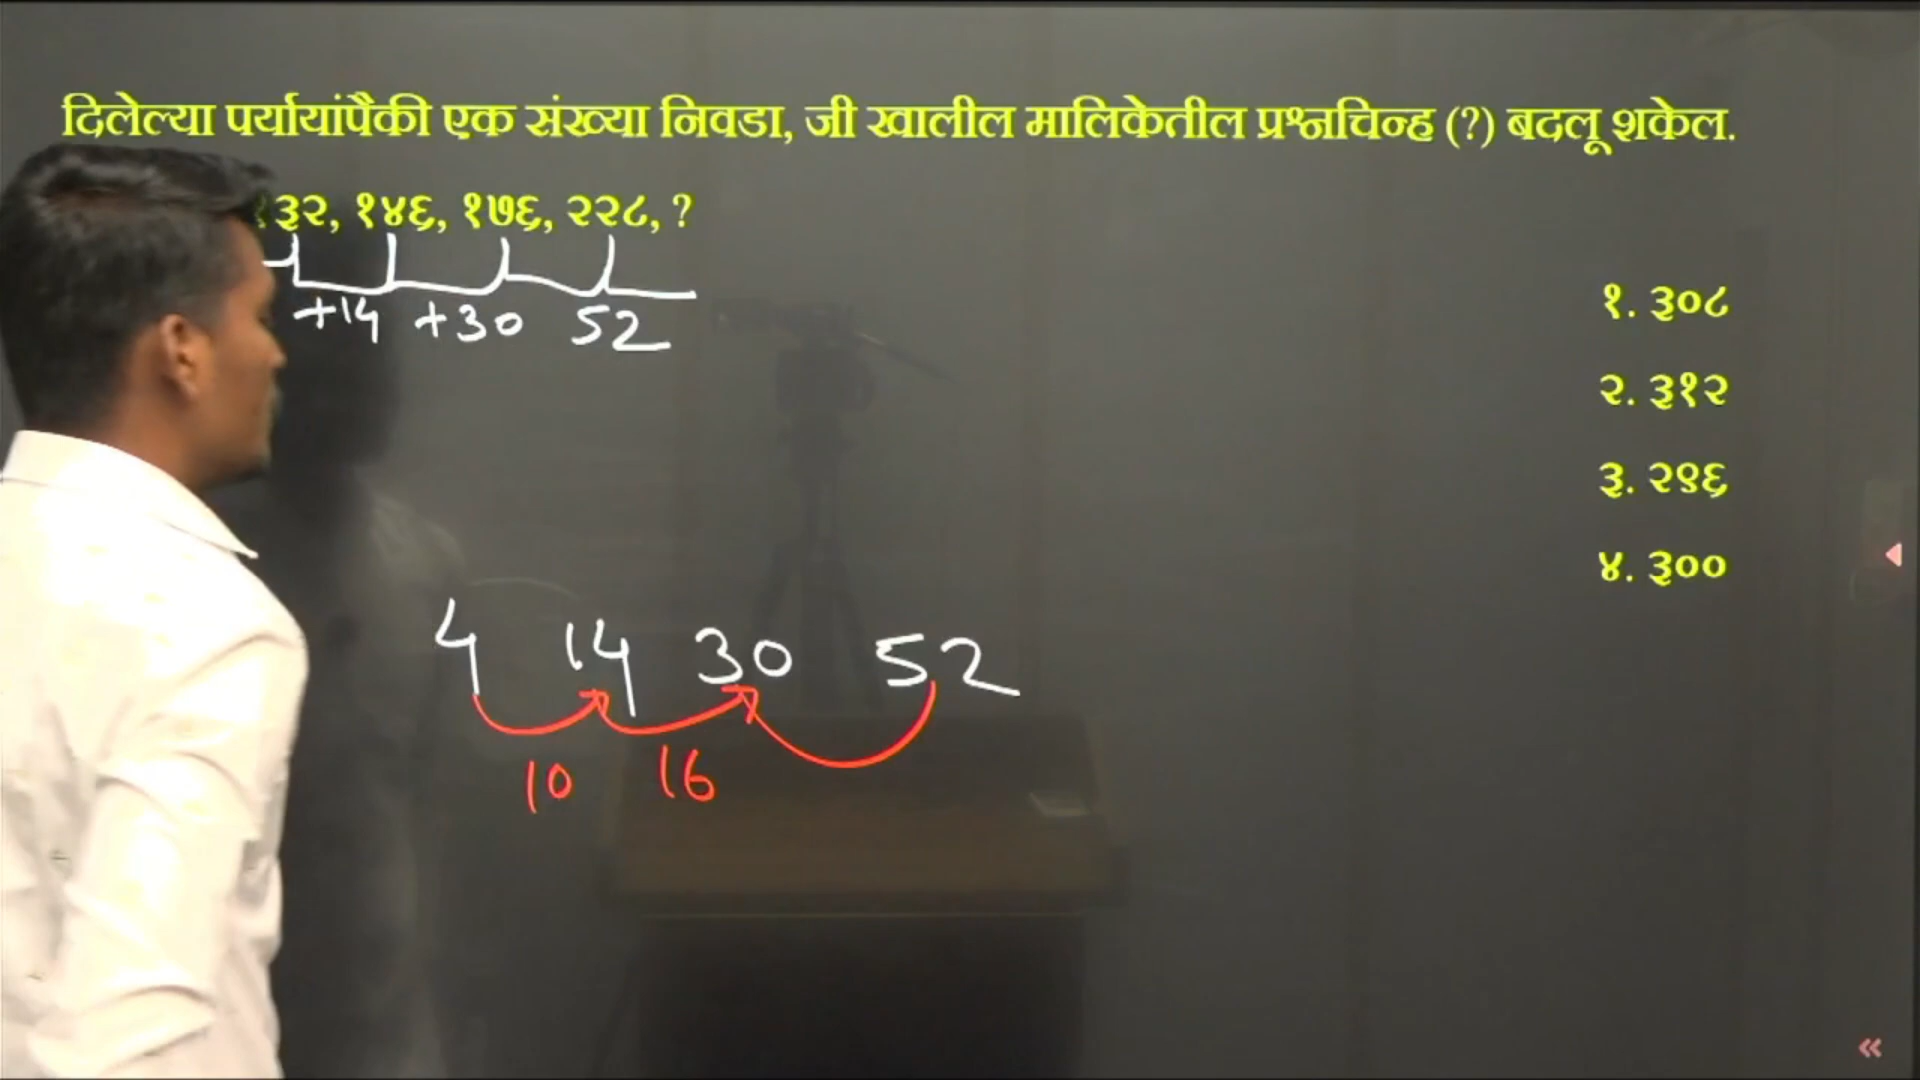 दिलेल्या पर्यायांपैकी एक संख्या निवडा, जी खालील मालिकेतील प्रश्नचिन्ह (?) बदलू शकेल.
१३२, १४६, १७६, २२८, ?
+14 +30 52
१. ३०८
२. ३१२
३. २९६
४. ३००
4 14 30 52
10 16